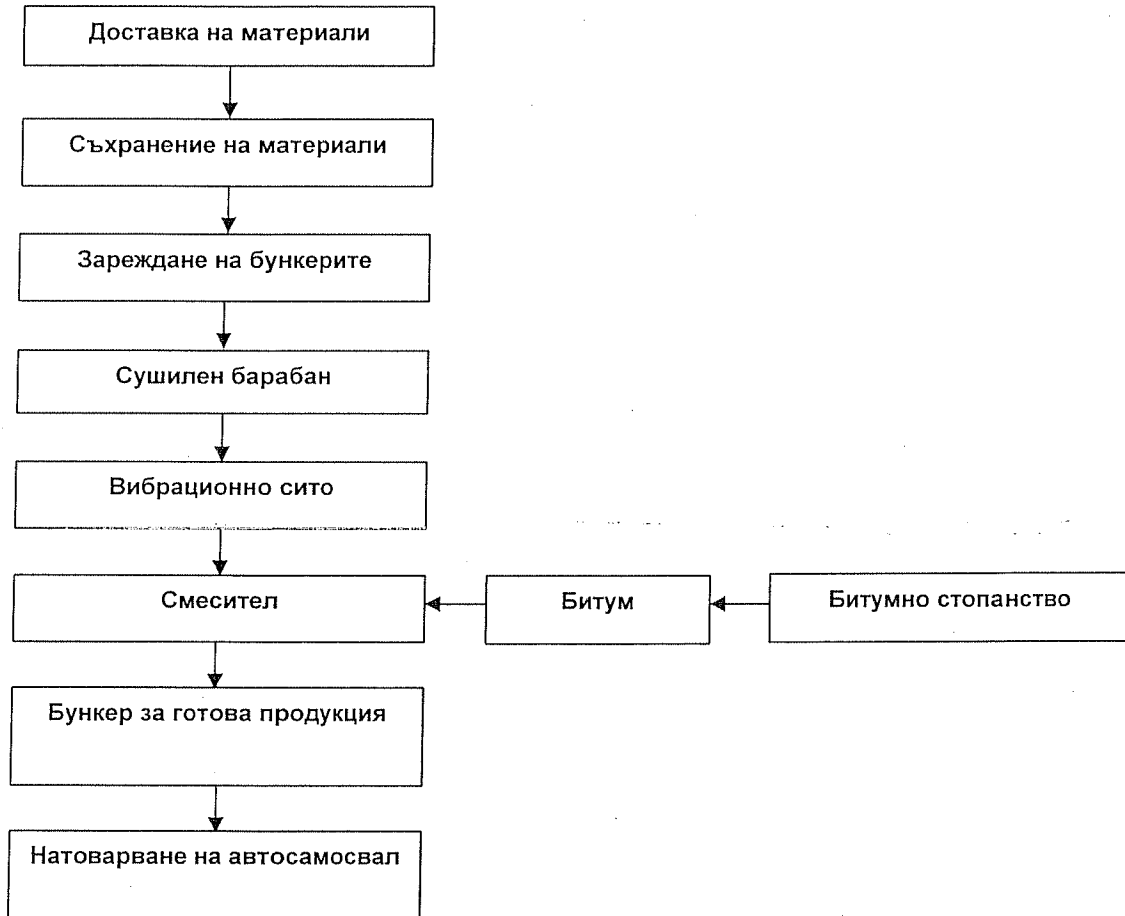 Доставка на материали
Съхранение на материали
Зареждане на бункерите
Сушилен барабан
Вибрационно сито
Смесител
Битум
Битумно стопанство
Бункер за готова продукция
Натоварване на автосамосвал